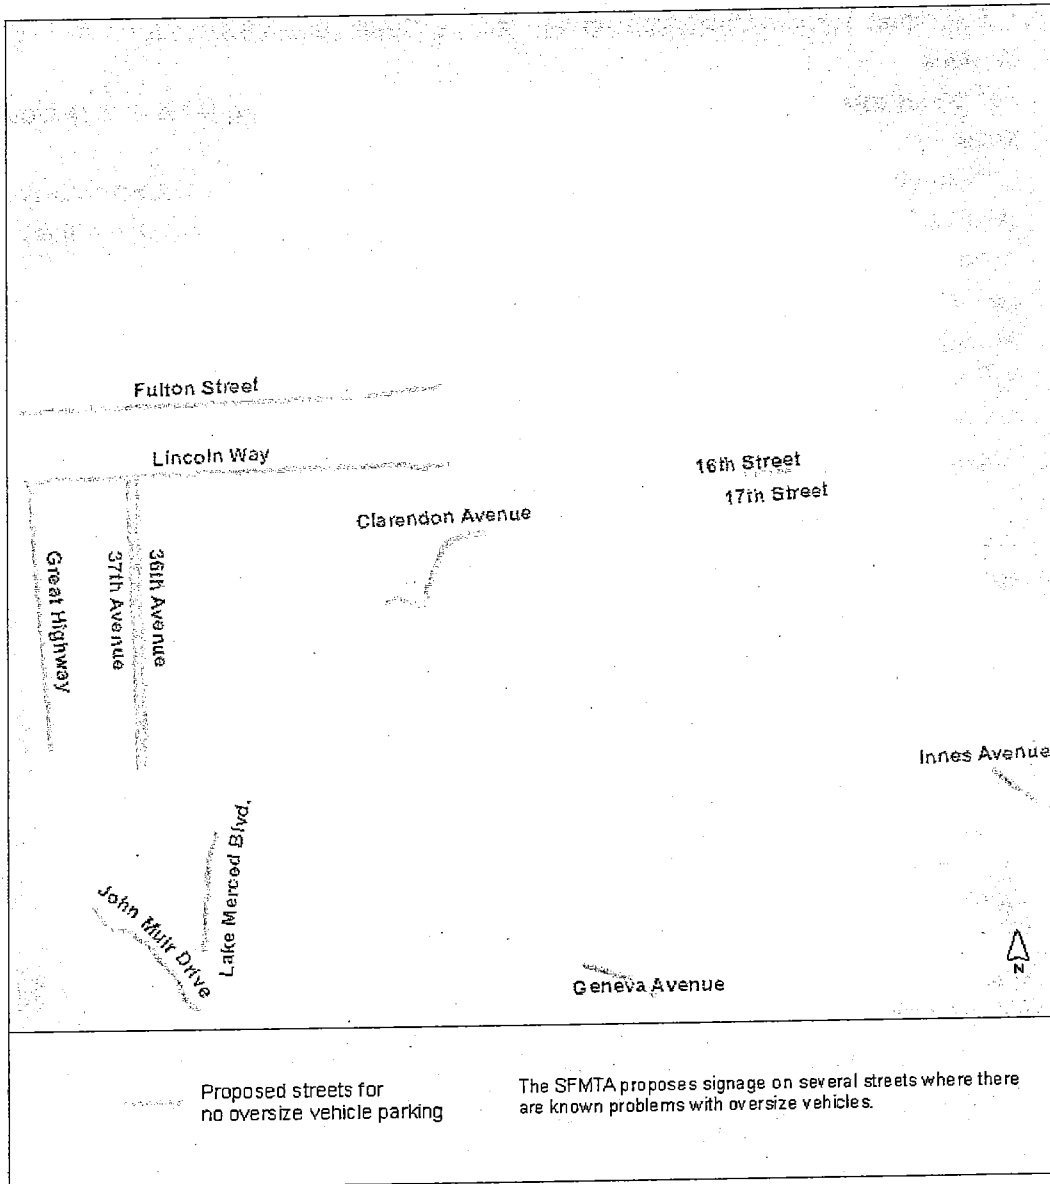 Fulton Street
Lincoln Way
16th Street
17th Street
Clarendon Avenue
Great Highway
37th Avenue
36th Avenue
Innes Avenue
Lake Merced Blvd.
John Muir Drive
Geneva Avenue
N
Proposed streets for
no oversize vehicle parking
The SFMTA proposes signage on several streets where there
are known problems with oversize vehicles.